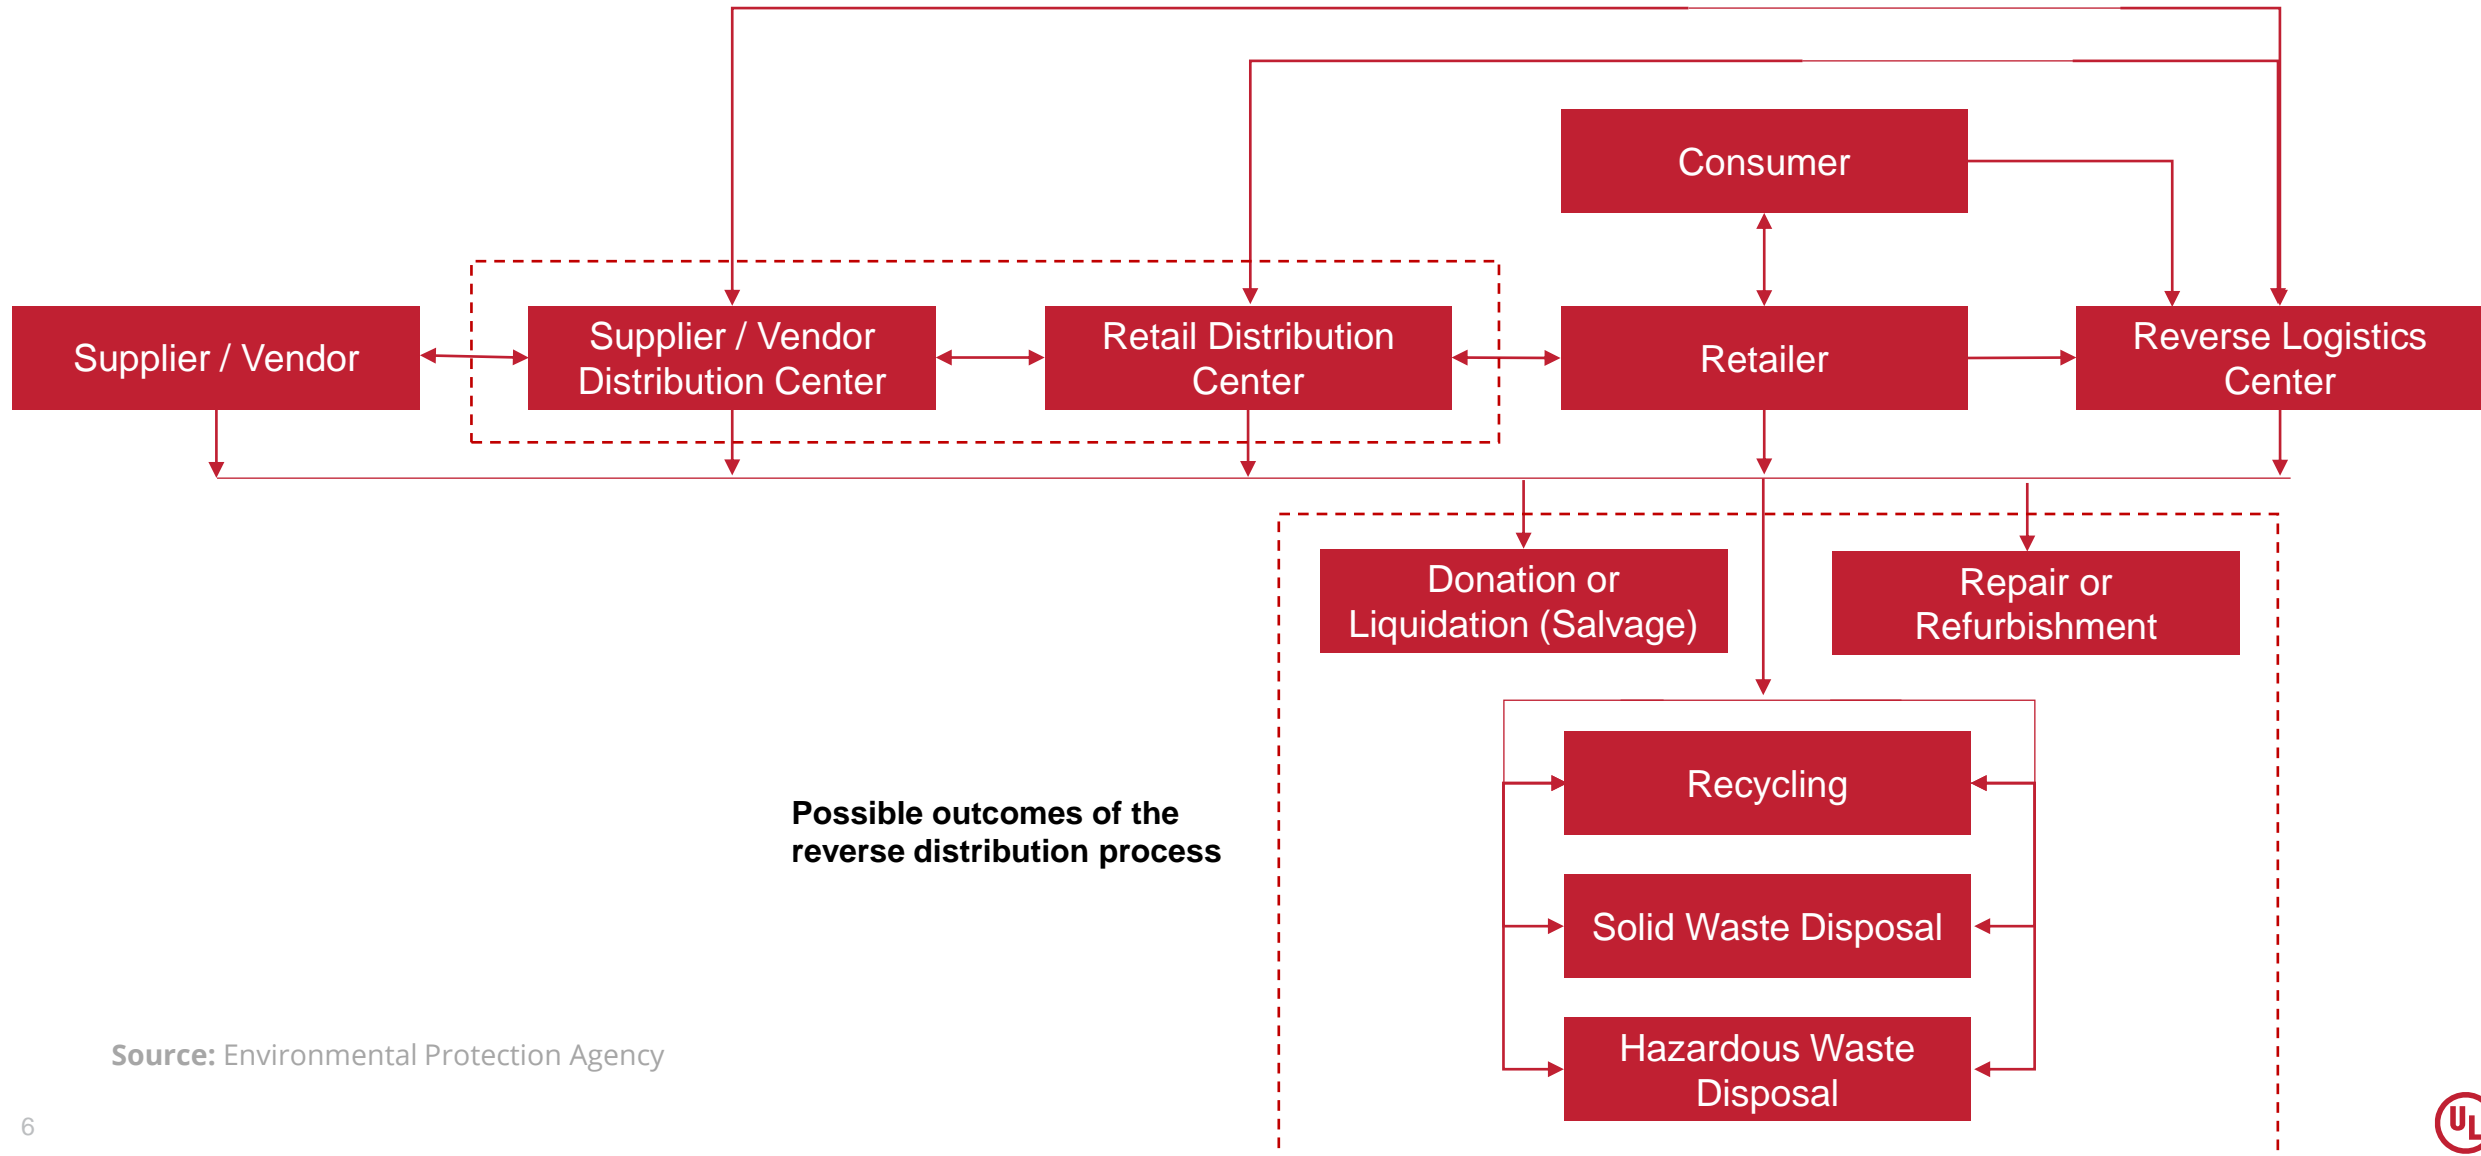 Consumer
Supplier / Vendor
Supplier / Vendor
Distribution Center
Retail Distribution
Center
Retailer
Reverse Logistics
Center
Donation or
Liquidation (Salvage)
Repair or
Refurbishment
Recycling
Possible outcomes of the
reverse distribution process
Solid Waste Disposal
Hazardous Waste
Disposal
Source: Environmental Protection Agency
6
UL